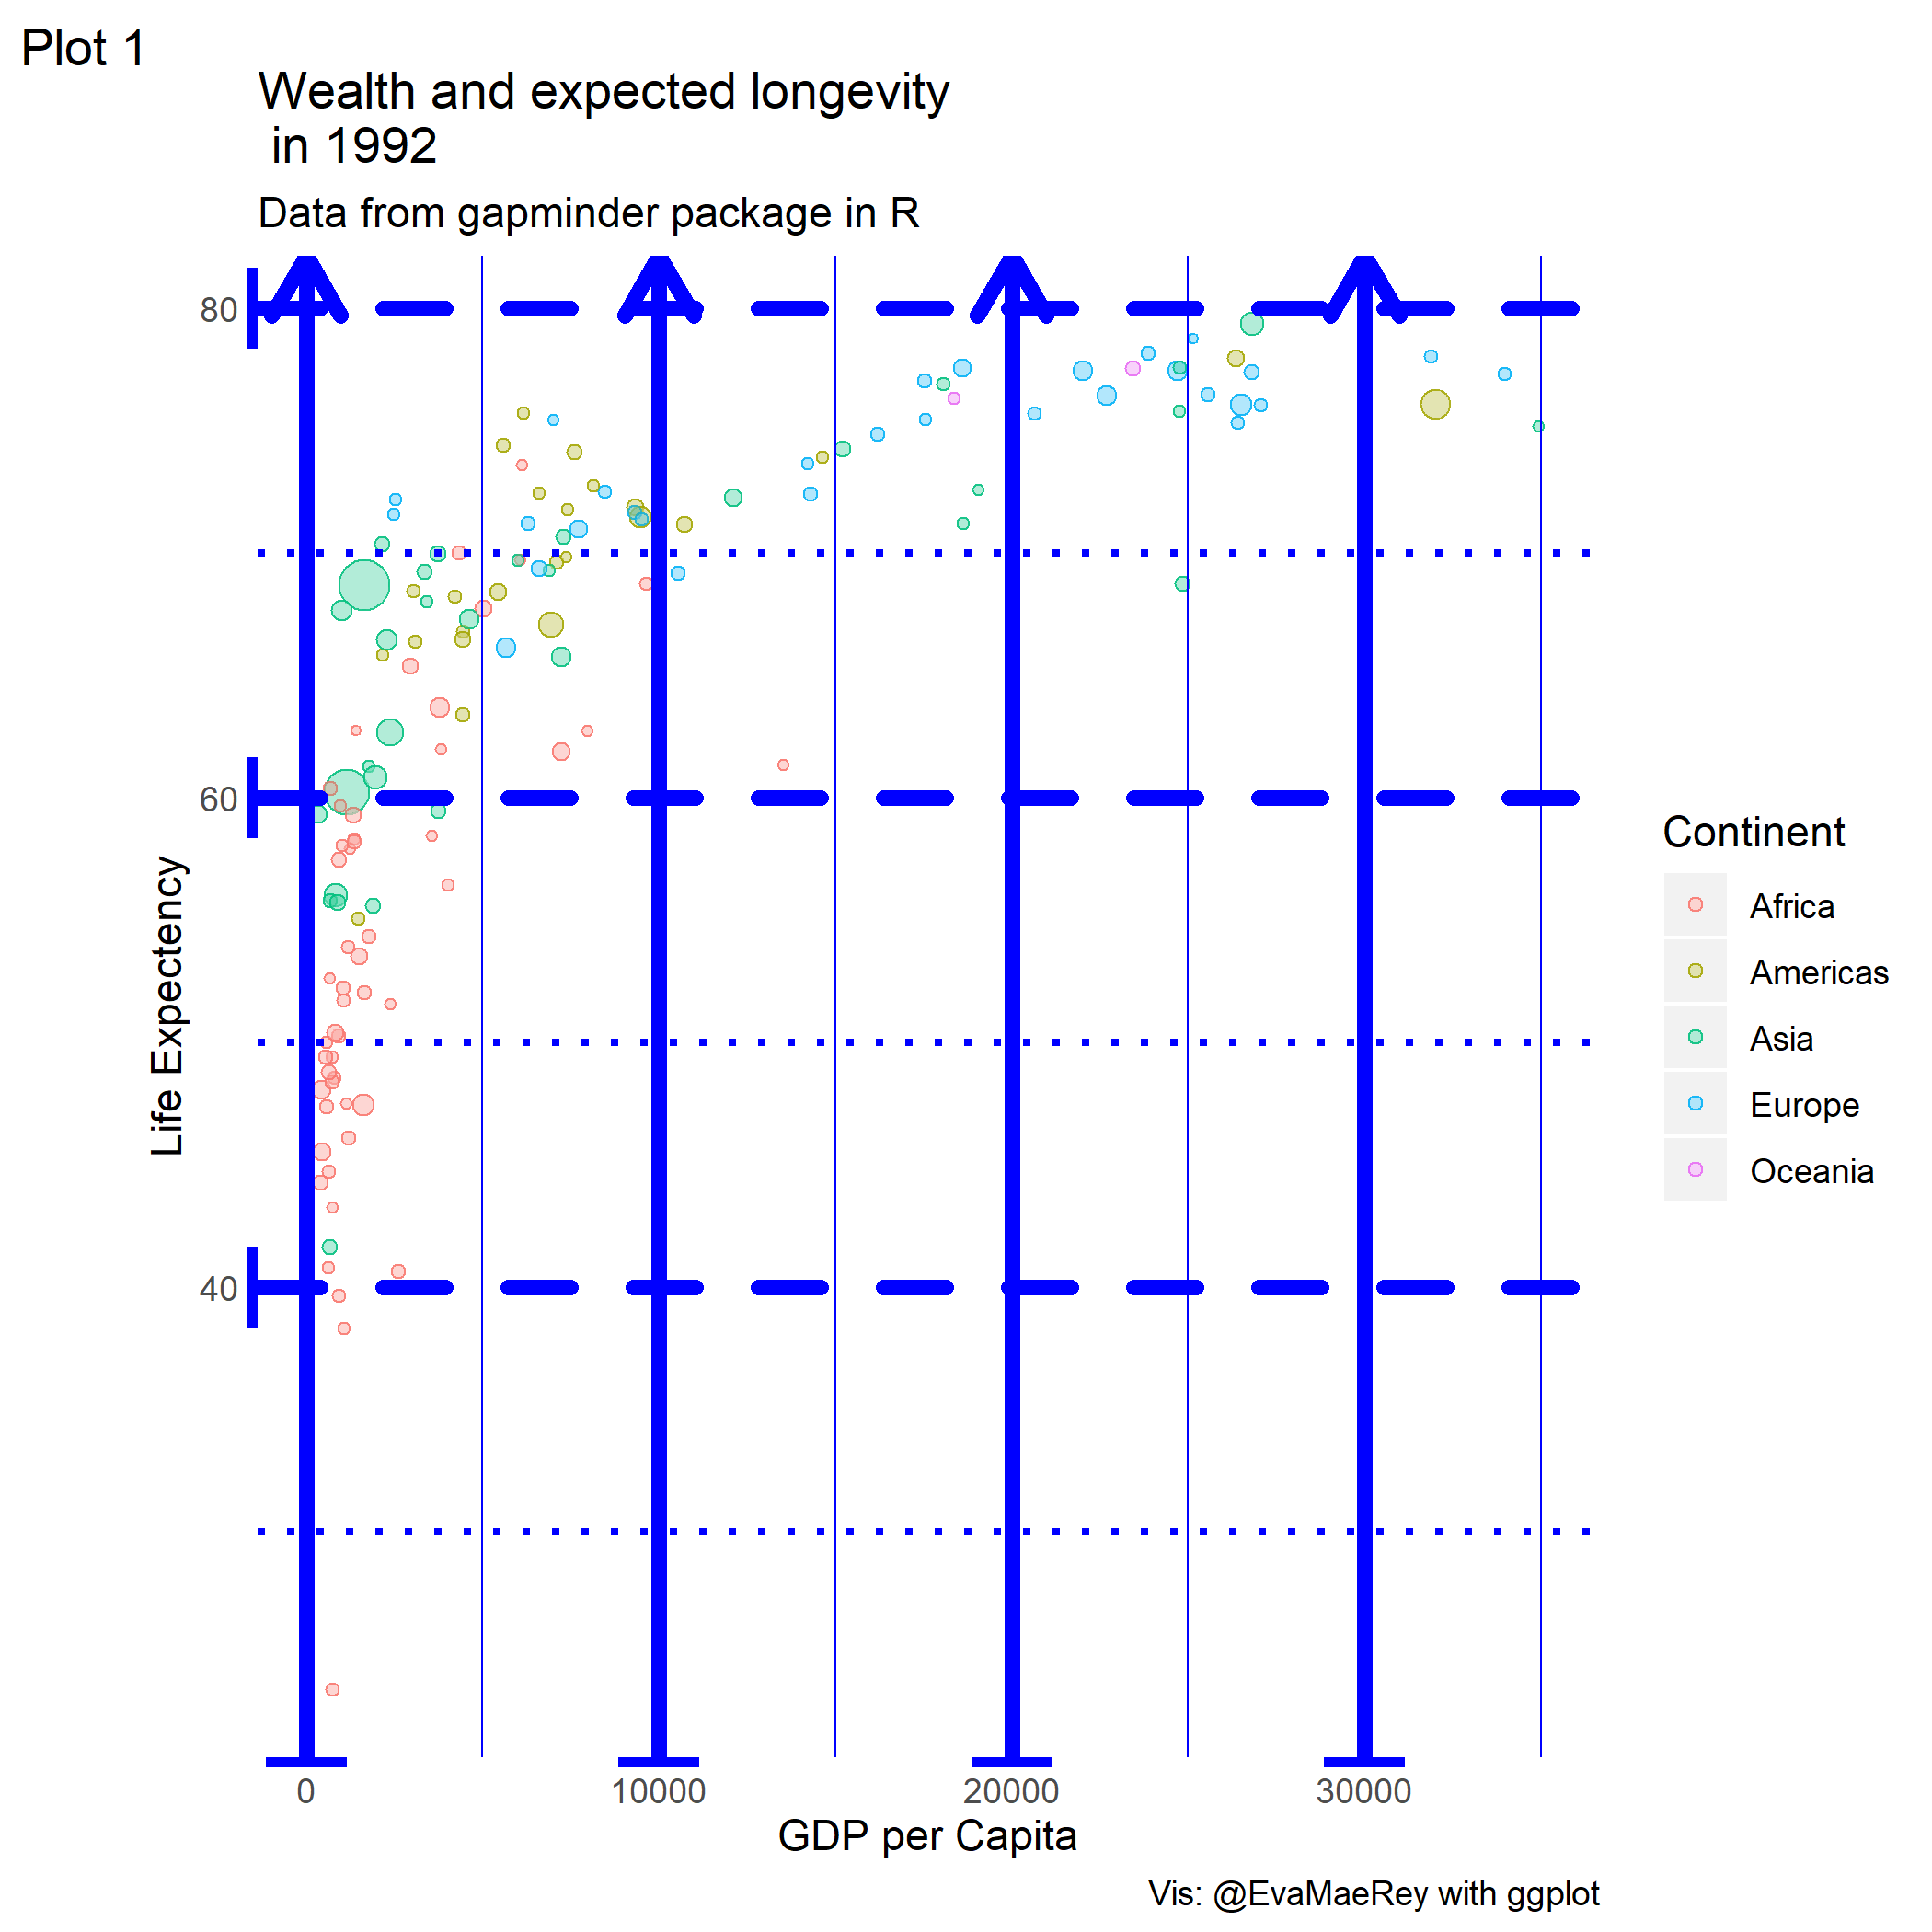 Plot 1
Wealth and expected longevity
in 1992
Data from gapminder package in R
80
60
40
Life Expectency
0
10000
20000
30000
GDP per Capita
Continent
Africa
Americas
Asia
Europe
Oceania
Vis: @EvaMaeRey with ggplot